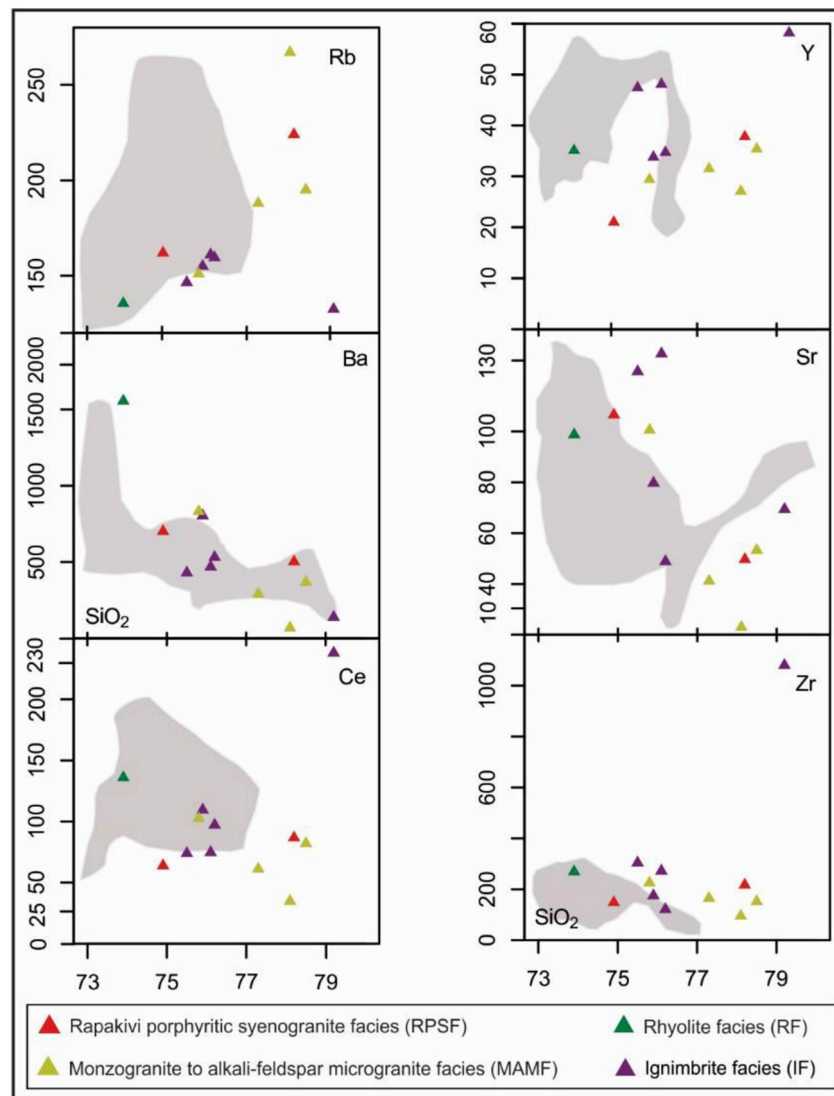 Rb
250
200
150
Y
60
50
40
30
20
10
Ba
2000
1500
1000
500
SiO2
Sr
130
100
80
60
40
10
Ce
230
200
150
100
50
25
0
73 75 77 79
Zr
1000
600
400
200
0
SiO2
73 75 77 79
Rapakivi porphyritic syenogranite facies (RPSF)
Rhyolite facies (RF)
Monzogranite to alkali-feldspar microgranite facies (MAMF)
Ignimbrite facies (IF)